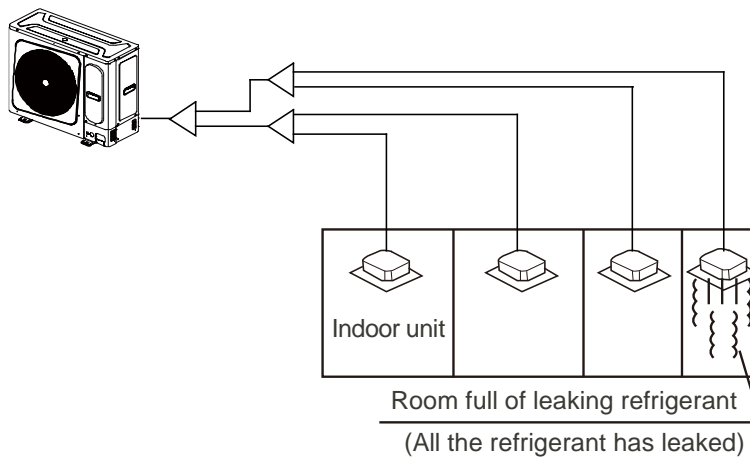 Indoor unit
Room full of leaking refrigerant
(All the refrigerant has leaked)